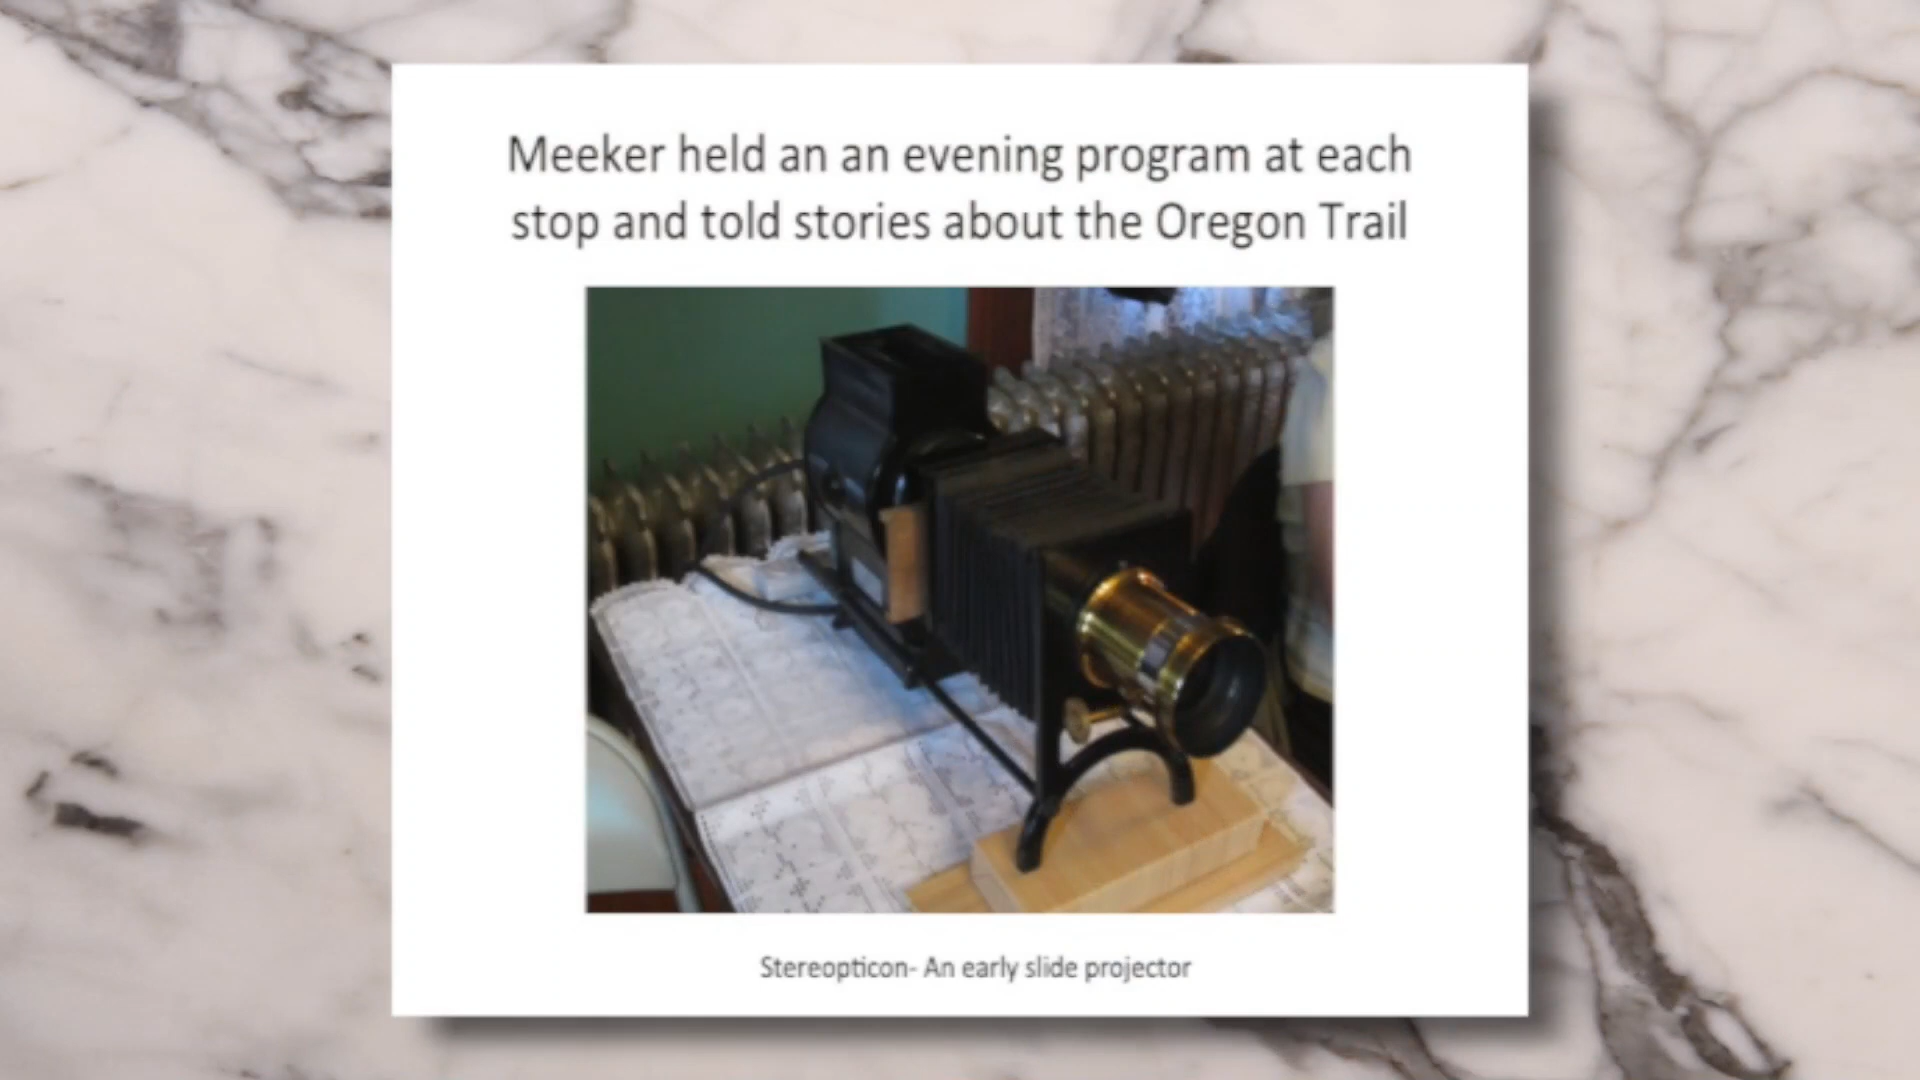 Meeker held an an evening program at each
stop and told stories about the Oregon Trail
Stereopticon- An early slide projector